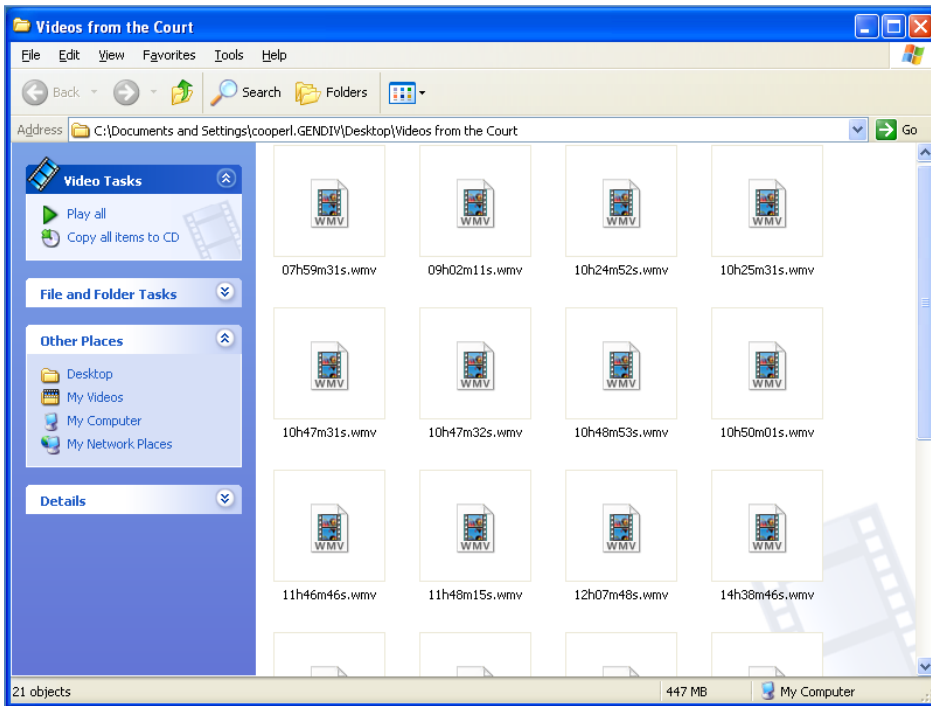 Videos from the Court
File Edit View Favorites Tools Help
Back Search Folders
Address C:\Documents and Settings\cooperl.GENDIV\Desktop\Videos from the Court Go
Video Tasks
Play all
Copy all items to CD
File and Folder Tasks
Other Places
Desktop
My Videos
My Computer
My Network Places
Details
WMV WMV WMV WMV
07h59m31s.wmv 09h02m11s.wmv 10h24m52s.wmv 10h25m31s.wmv
WMV WMV WMV WMV
10h47m31s.wmv 10h47m32s.wmv 10h48m53s.wmv 10h50m01s.wmv
WMV WMV WMV WMV
11h46m46s.wmv 11h48m15s.wmv 12h07m48s.wmv 14h38m46s.wmv
21 objects 447 MB My Computer